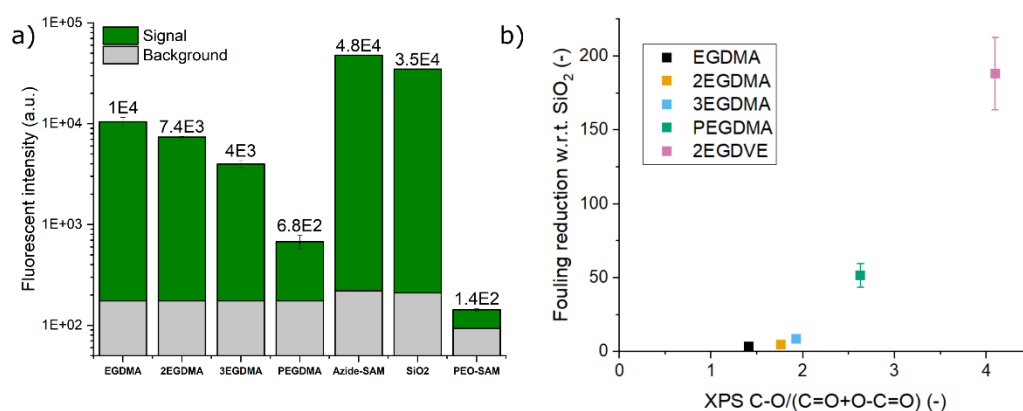 a)
Fluorescent intensity (a.u.)
1E+05
1E+04
1E+03
1E+02
Signal
Background
1E4
7.4E3
4E3
6.8E2
4.8E4
3.5E4
1.4E2
EGDMA
2EGDMA
3EGDMA
PEGDMA
Azide-SAM
SiO2
PEO-SAM
b)
Fouling reduction w.r.t. SiO₂ (-)
200
150
100
50
0
EGDMA
2EGDMA
3EGDMA
PEGDMA
2EGDVE
0 1 2 3 4
XPS C-O/(C=O+O-C=O) (-)